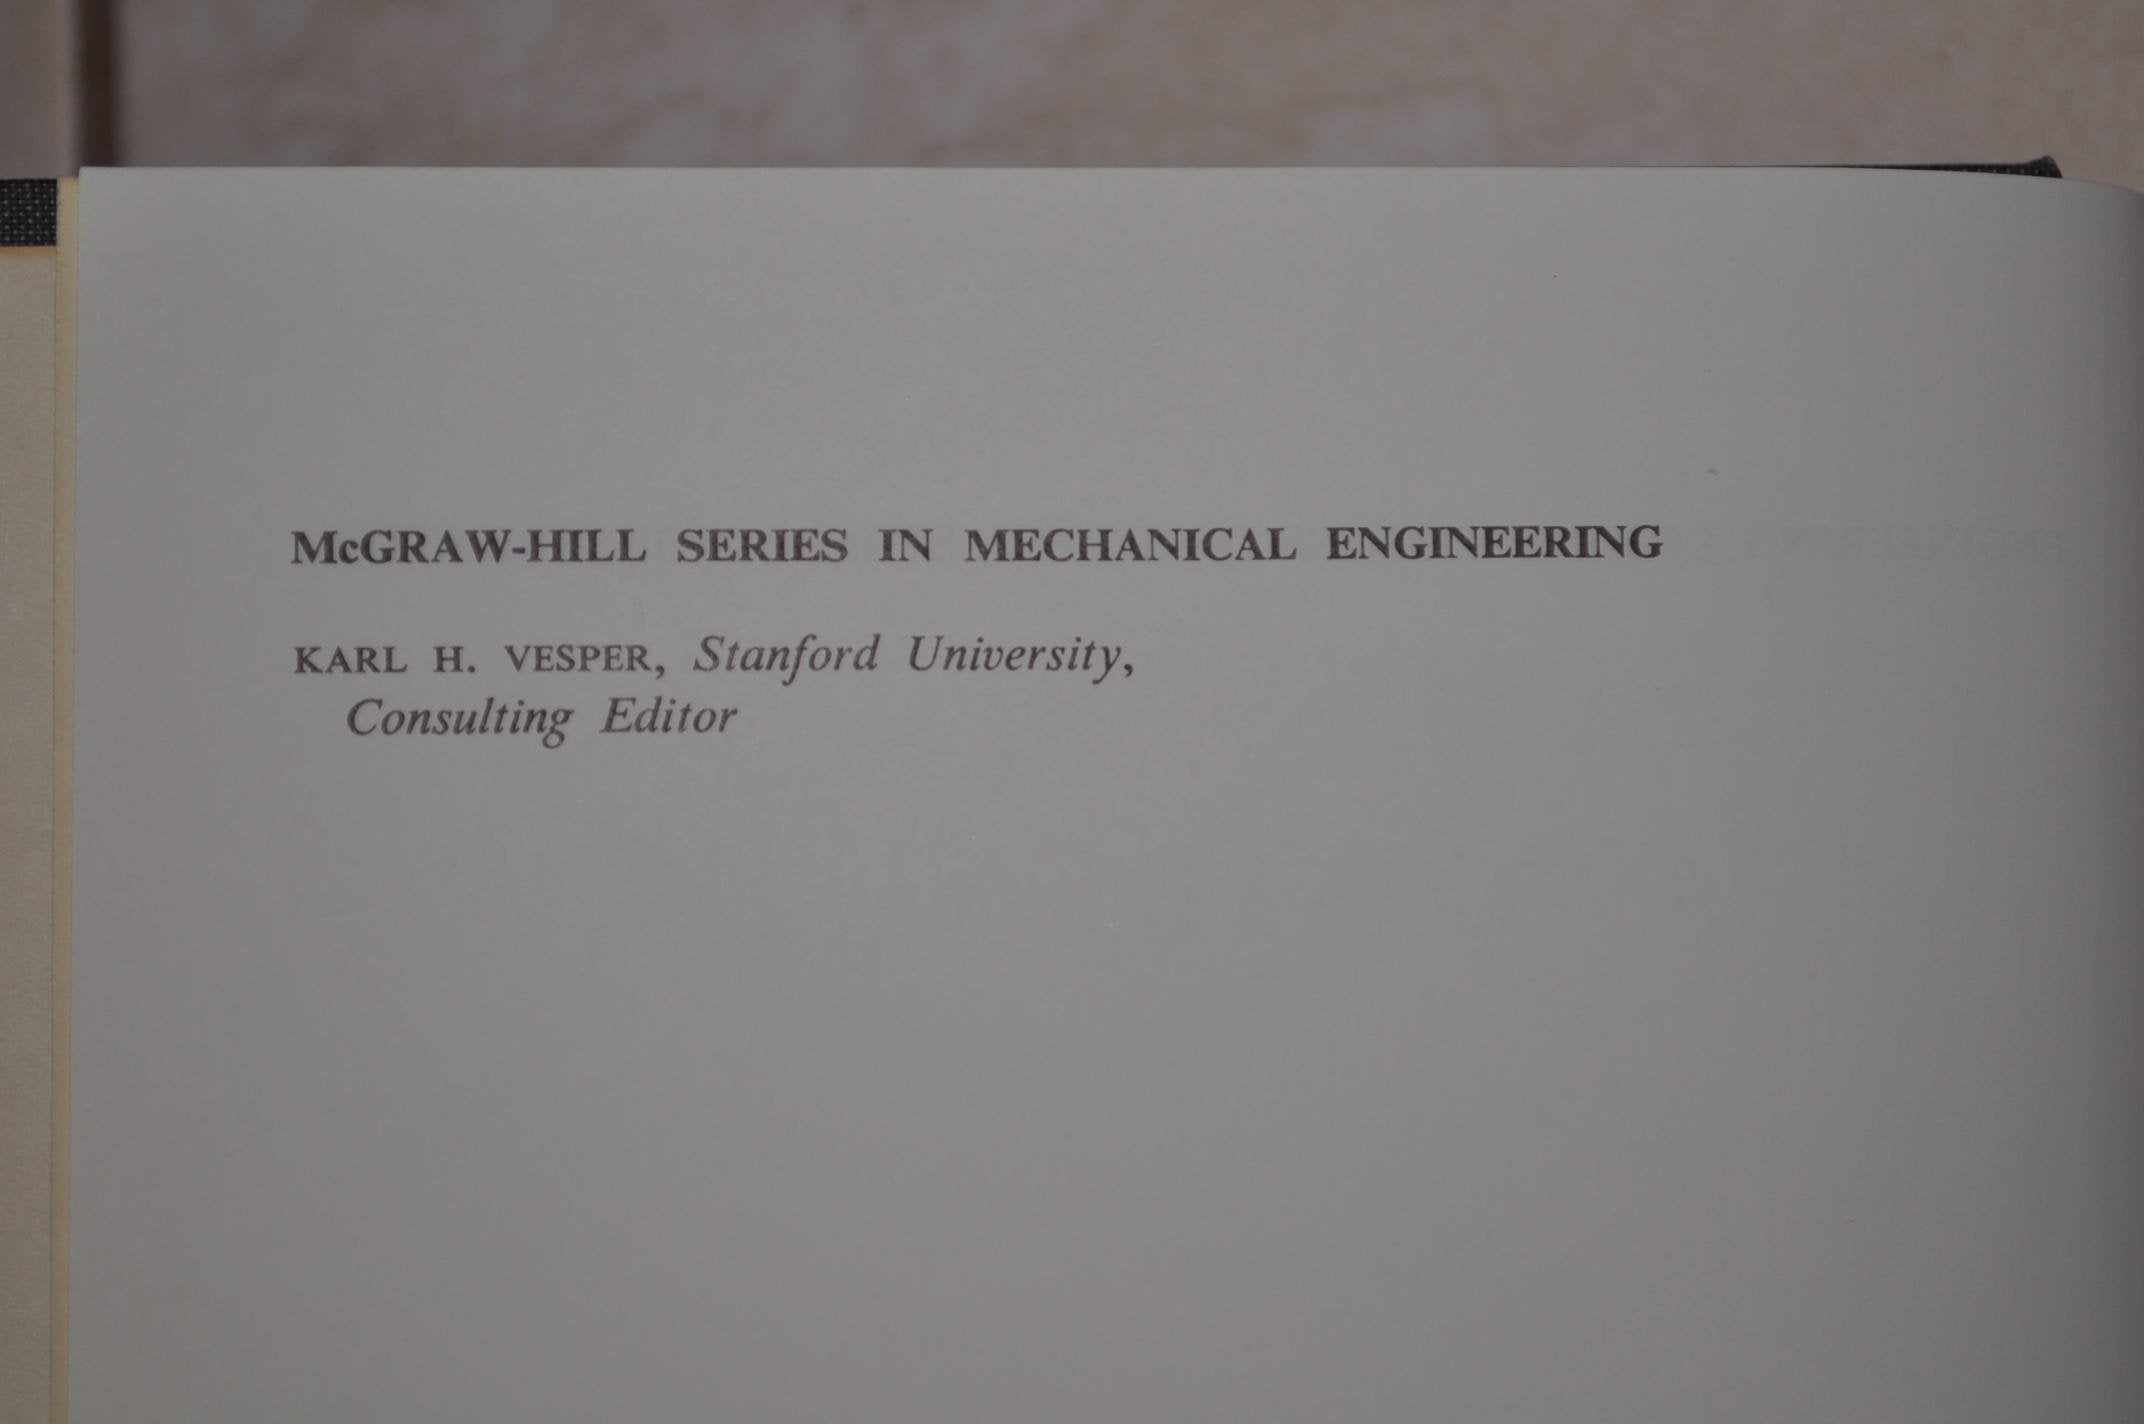 McGRAW-HILL SERIES IN MECHANICAL ENGINEERING
KARL H. VESPER, Stanford University,
Consulting Editor